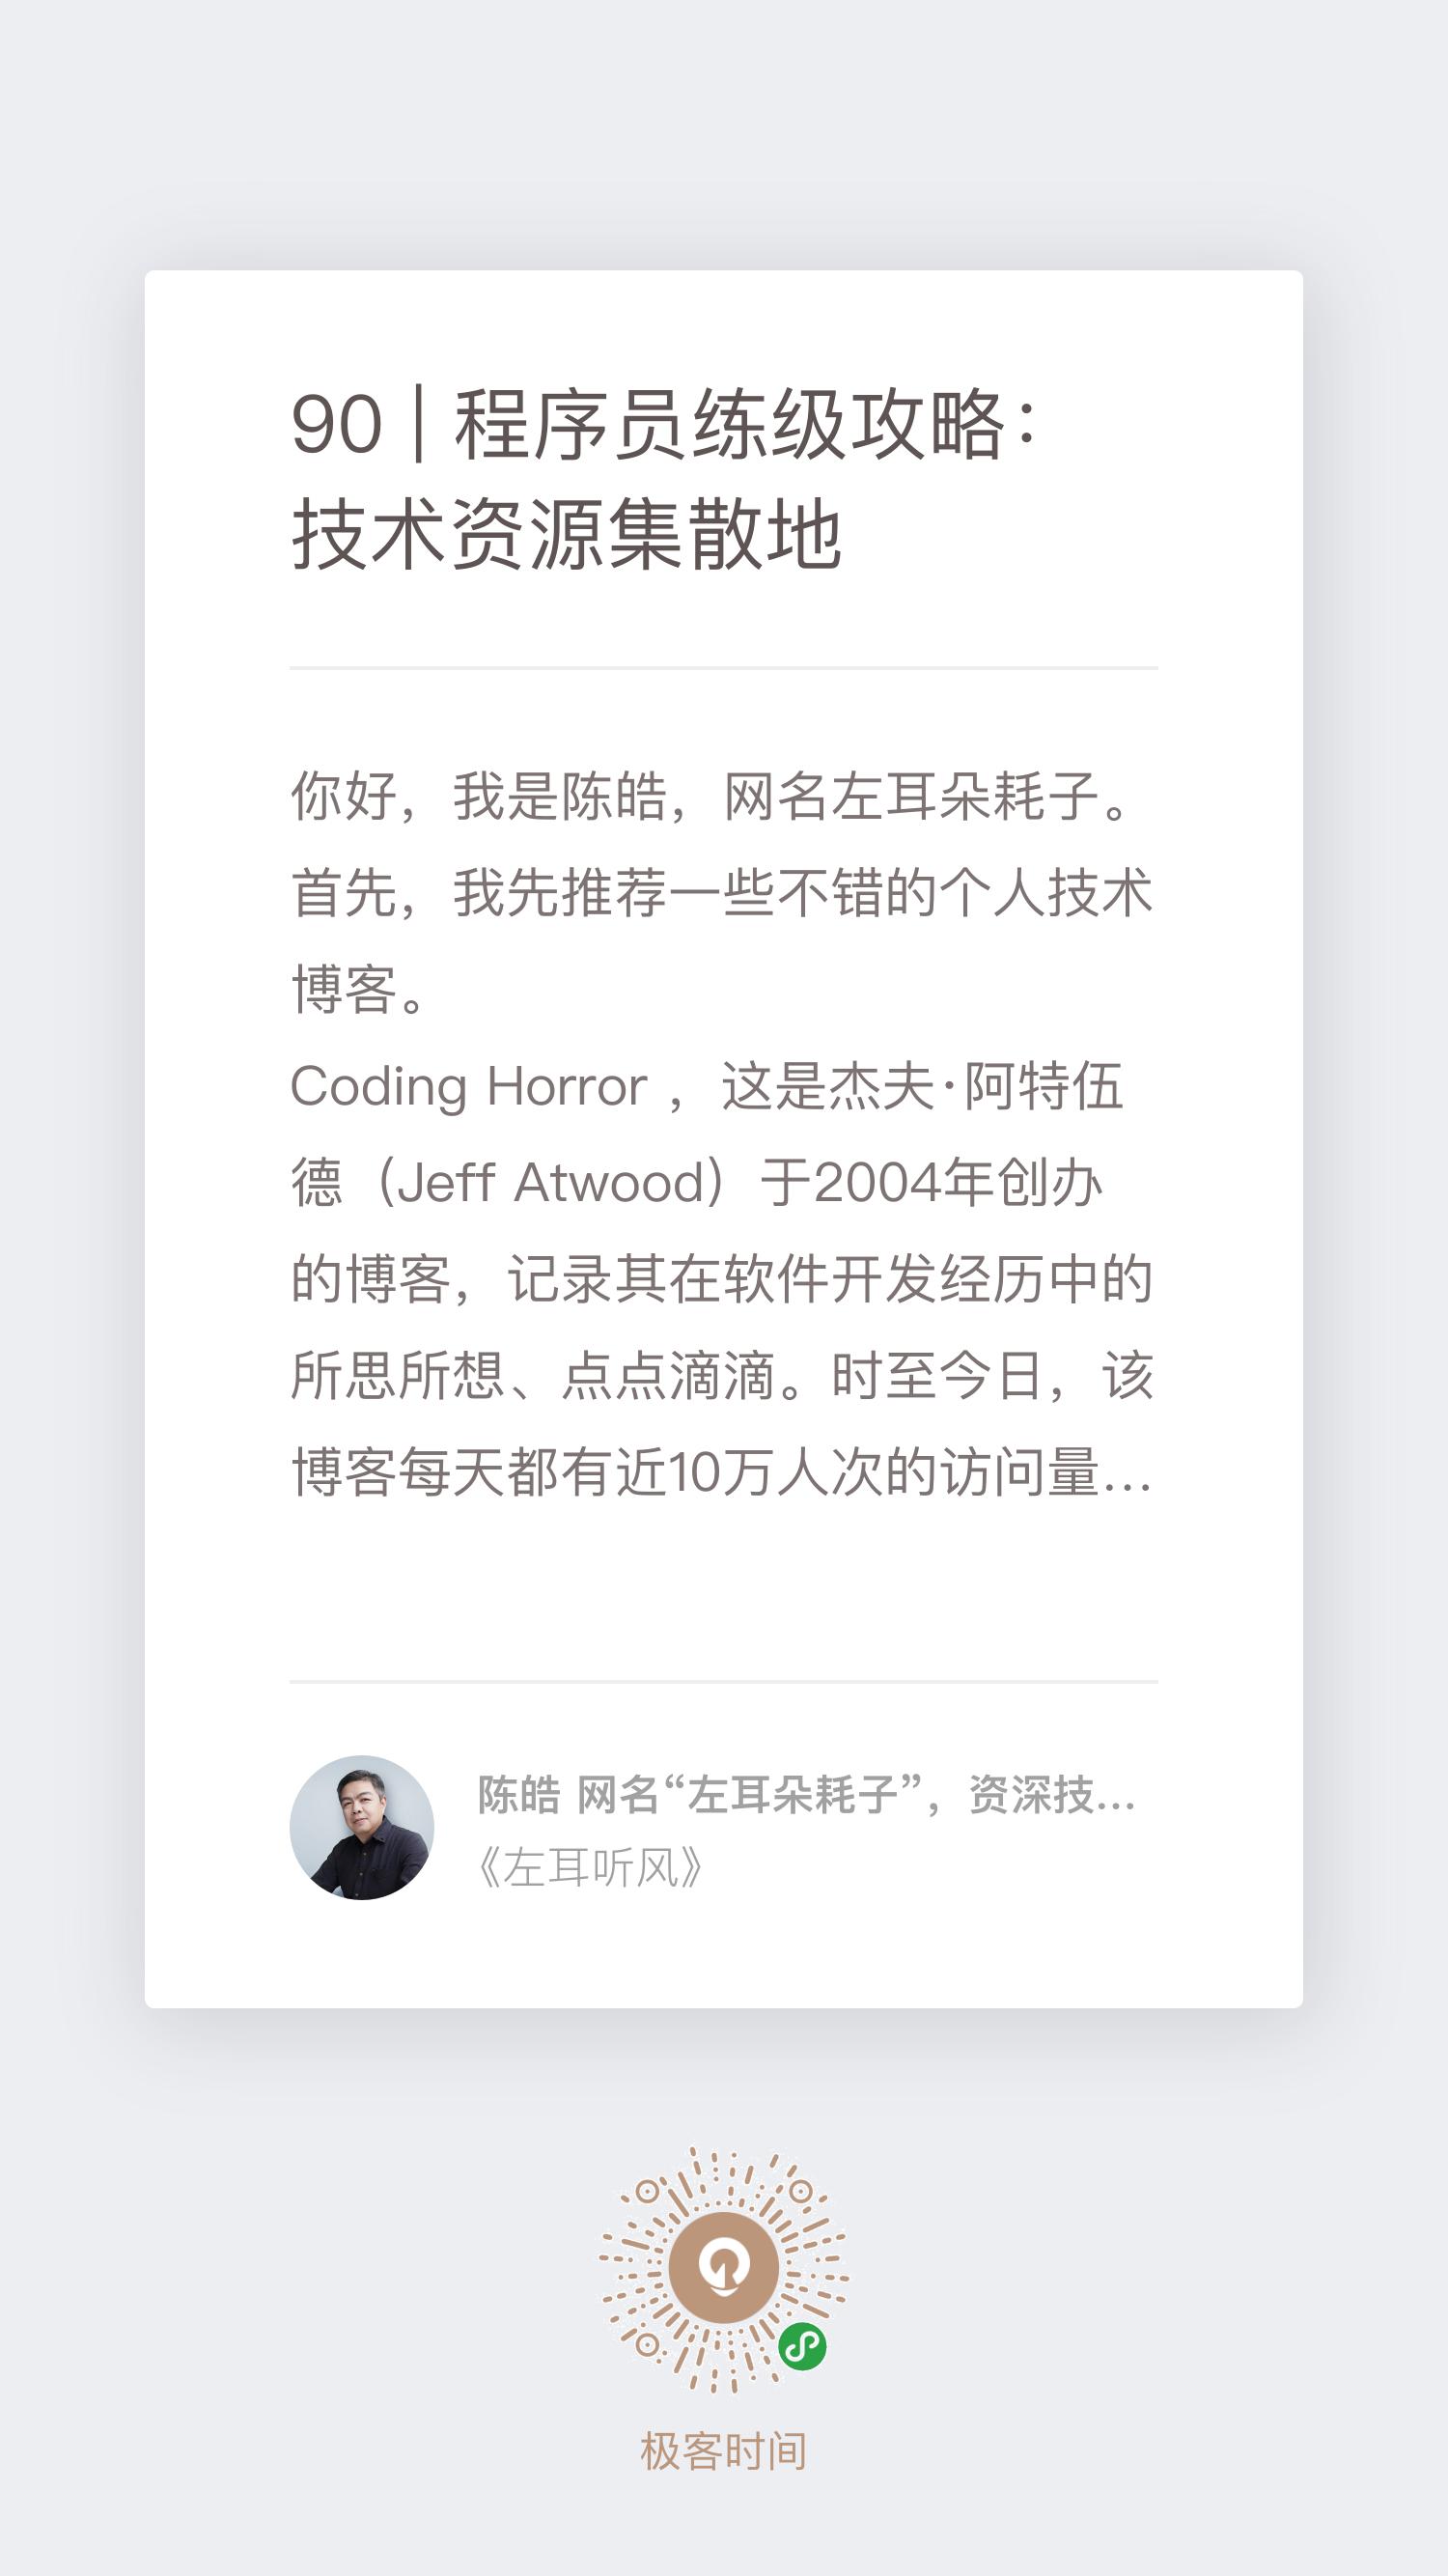 90 | 程序员练级攻略：
技术资源集散地
你好，我是陈皓，网名左耳朵耗子。
首先，我先推荐一些不错的个人技术
博客。
Coding Horror ，这是杰夫·阿特伍
德（Jeff Atwood）于2004年创办
的博客，记录其在软件开发经历中的
所思所想、点点滴滴。时至今日，该
博客每天都有近10万人次的访问量...
陈皓 网名“左耳朵耗子”，资深技...
《左耳听风》
极客时间